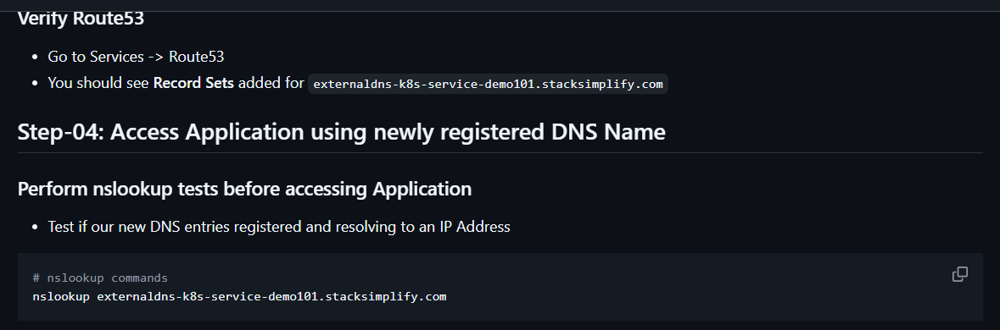 Verify Route53
Go to Services -> Route53
You should see Record Sets added for externaldns-k8s-service-demo101.stacksimplify.com
Step-04: Access Application using newly registered DNS Name
Perform nslookup tests before accessing Application
Test if our new DNS entries registered and resolving to an IP Address
# nslookup commands
nslookup externaldns-k8s-service-demo101.stacksimplify.com